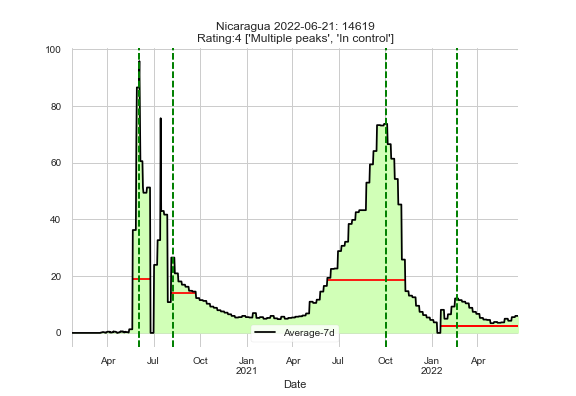 Nicaragua 2022-06-21: 14619
Rating:4 ['Multiple peaks', 'In control']
100
80
60
40
20
0
Average-7d
Apr Jul Oct Jan Apr Jul Oct Jan Apr
2021 2022
Date